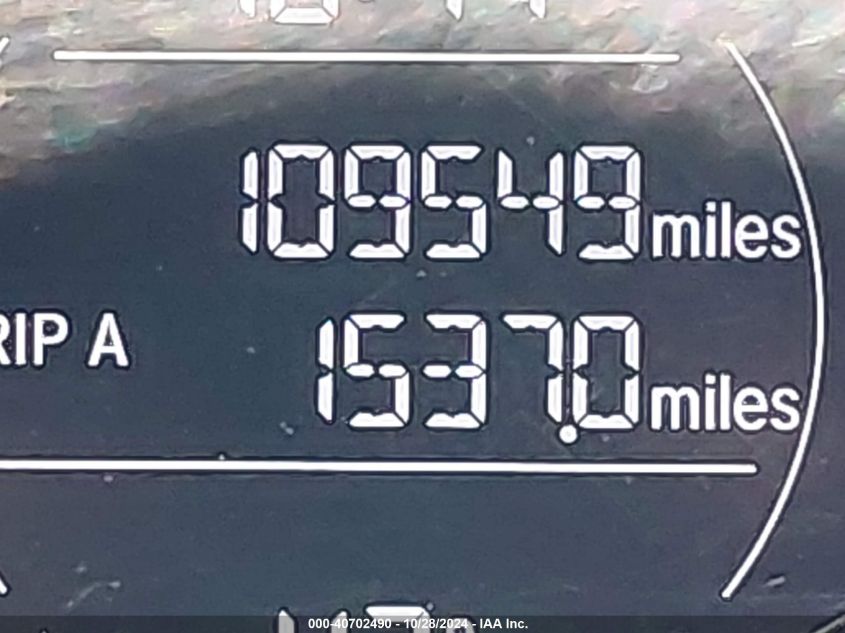 109549 miles
RIP A 1537.0 miles
000-40702490 - 10/28/2024 - IAA Inc.